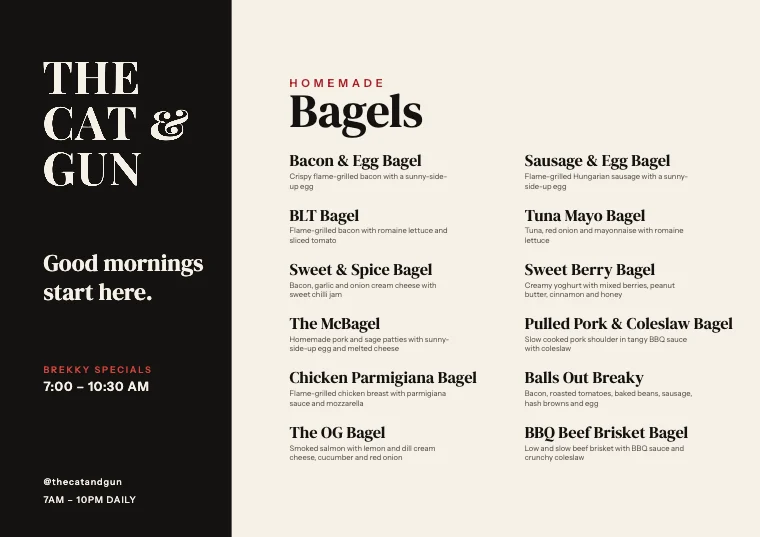 THE
CAT &
GUN
Good mornings
start here.
BREKKY SPECIALS
7:00 – 10:30 AM
@thecatandgun
7AM – 10PM DAILY
HOMEMADE
Bagels
Bacon & Egg Bagel
Crispy flame-grilled bacon with a sunny-side-
up egg
BLT Bagel
Flame-grilled bacon with romaine lettuce and
sliced tomato
Sweet & Spice Bagel
Bacon, garlic and onion cream cheese with
sweet chilli jam
The McBagel
Homemade pork and sage patties with sunny-
side-up egg and melted cheese
Chicken Parmigiana Bagel
Flame-grilled chicken breast with parmigiana
sauce and mozzarella
The OG Bagel
Smoked salmon with lemon and dill cream
cheese, cucumber and red onion
Sausage & Egg Bagel
Flame-grilled Hungarian sausage with a sunny-
side-up egg
Tuna Mayo Bagel
Tuna, red onion and mayonnaise with romaine
lettuce
Sweet Berry Bagel
Creamy yoghurt with mixed berries, peanut
butter, cinnamon and honey
Pulled Pork & Coleslaw Bagel
Slow cooked pork shoulder in tangy BBQ sauce
with coleslaw
Balls Out Breaky
Bacon, roasted tomatoes, baked beans, sausage,
hash browns and egg
BBQ Beef Brisket Bagel
Low and slow beef brisket with BBQ sauce and
crunchy coleslaw